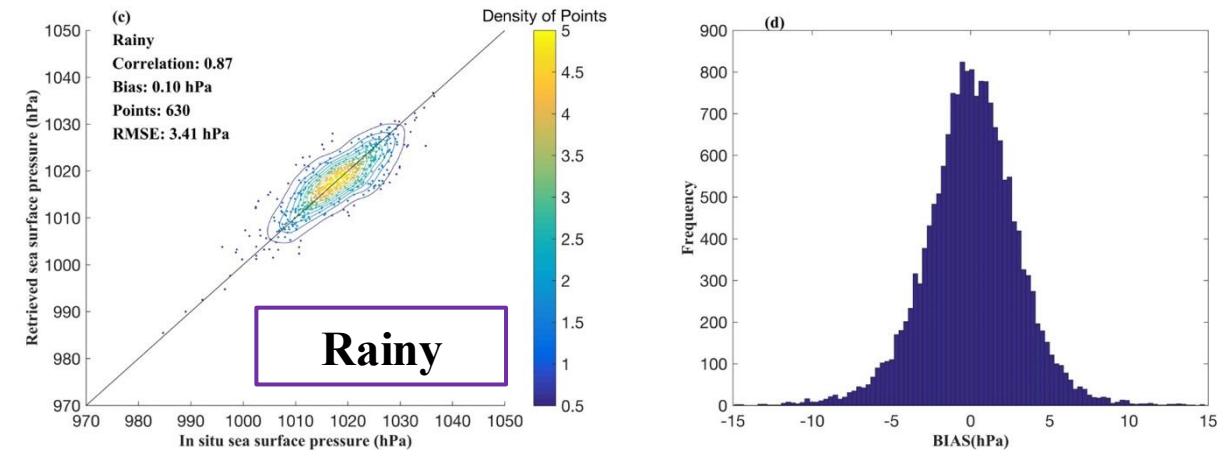 (c)
Rainy
Correlation: 0.87
Bias: 0.10 hPa
Points: 630
RMSE: 3.41 hPa
1050
1040
1030
1020
1010
1000
990
980
970
Retrieved sea surface pressure (hPa)
970 980 990 1000 1010 1020 1030 1040 1050
In situ sea surface pressure (hPa)
Rainy
Density of Points
5
4.5
4
3.5
3
2.5
2
1.5
1
0.5
(d)
900
800
700
600
500
400
300
200
100
0
Frequency
-15 -10 -5 0 5 10 15
BIAS(hPa)